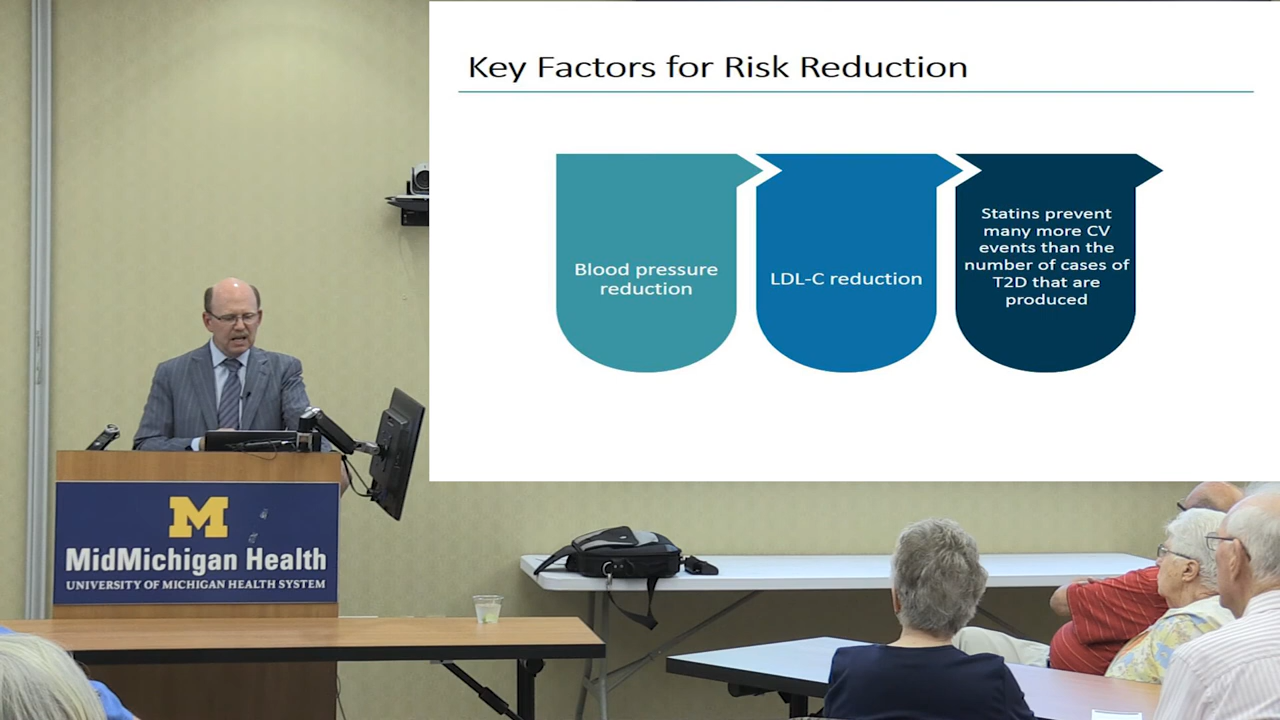 Key Factors for Risk Reduction
Blood pressure
reduction
LDL-C reduction
Statins prevent
many more CV
events than the
number of cases of
T2D that are
produced
M
MidMichigan Health
UNIVERSITY OF MICHIGAN HEALTH SYSTEM